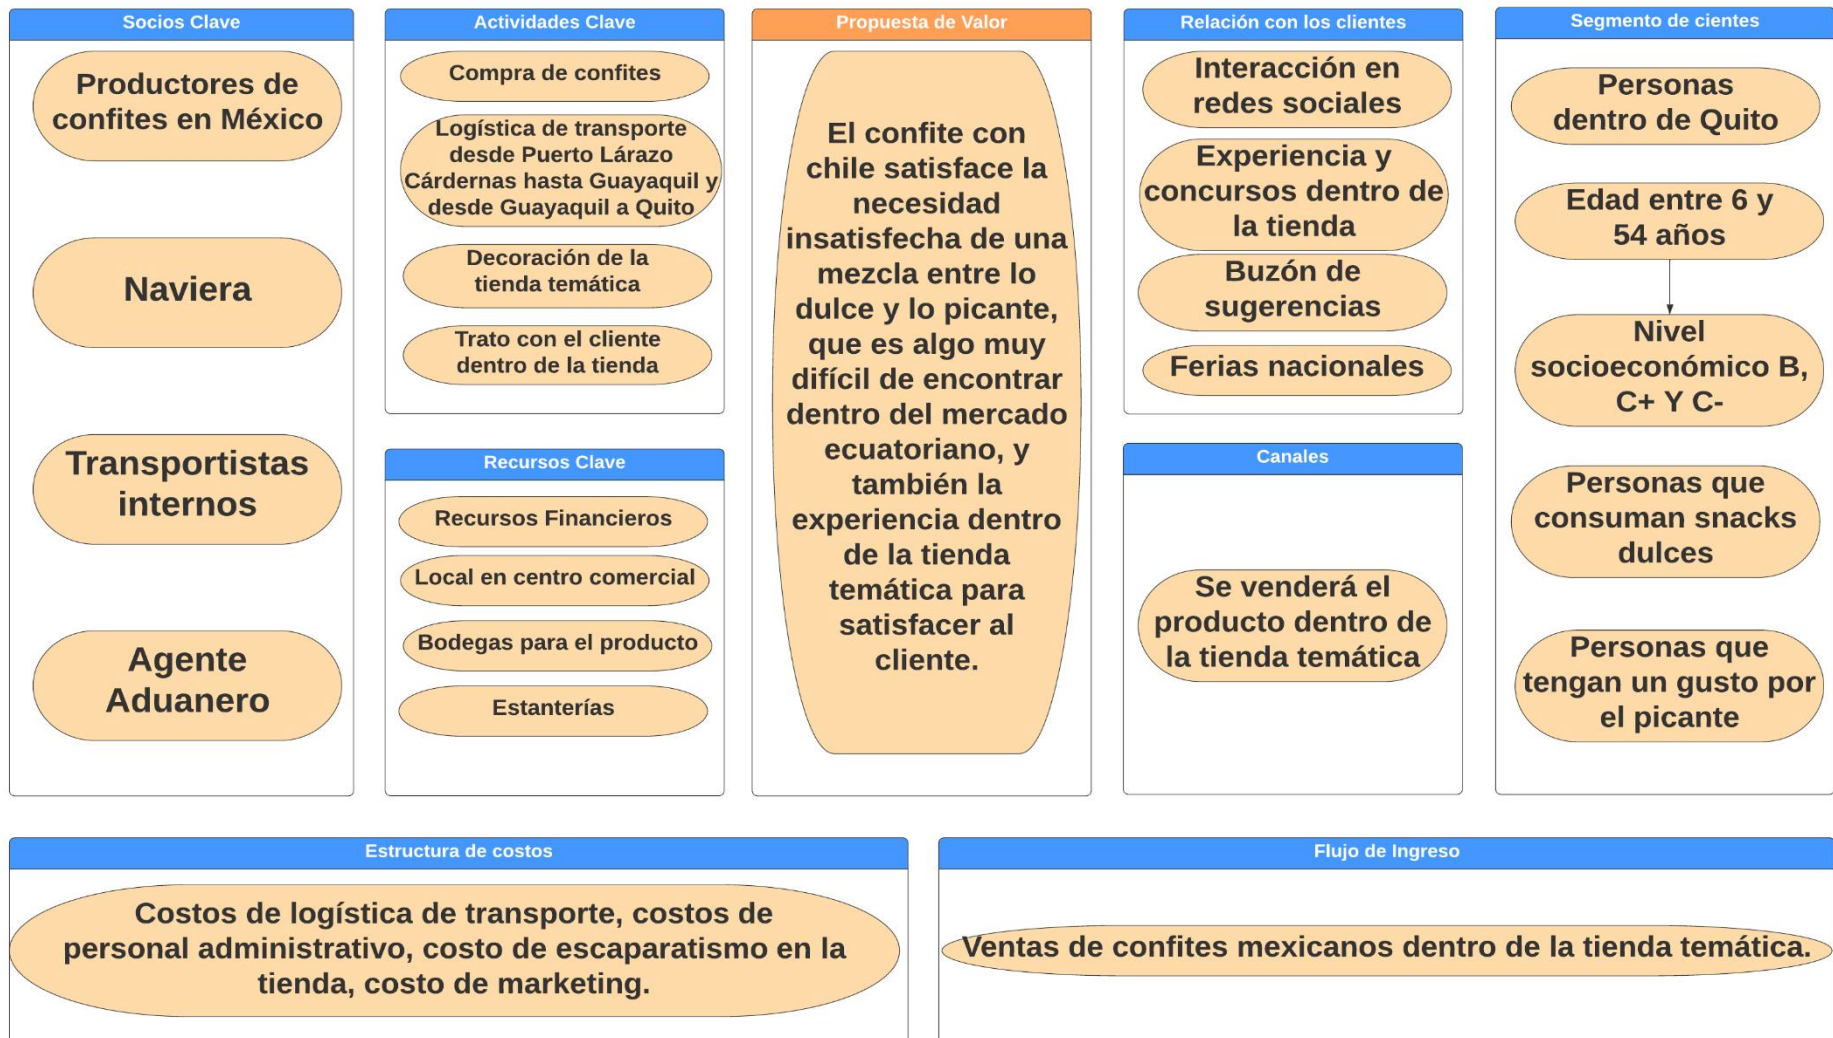 Socios Clave
Productores de
confites en México
Naviera
Transportistas
internos
Agente
Aduanero
Actividades Clave
Compra de confites
Logística de transporte
desde Puerto Lárazo
Cárdernas hasta Guayaquil y
desde Guayaquil a Quito
Decoración de la
tienda temática
Trato con el cliente
dentro de la tienda
Recursos Clave
Recursos Financieros
Local en centro comercial
Bodegas para el producto
Estanterías
Propuesta de Valor
El confite con
chile satisface la
necesidad
insatisfecha de una
mezcla entre lo
dulce y lo picante,
que es algo muy
difícil de encontrar
dentro del mercado
ecuatoriano, y
también la
experiencia dentro
de la tienda
temática para
satisfacer al
cliente.
Relación con los clientes
Interacción en
redes sociales
Experiencia y
concursos dentro de
la tienda
Buzón de
sugerencias
Ferias nacionales
Canales
Se venderá el
producto dentro de
la tienda temática
Segmento de cientes
Personas
dentro de Quito
Edad entre 6 y
54 años
Nivel
socioeconómico B,
C+ Y C-
Personas que
consuman snacks
dulces
Personas que
tengan un gusto por
el picante
Estructura de costos
Costos de logística de transporte, costos de
personal administrativo, costo de escaparatismo en la
tienda, costo de marketing.
Flujo de Ingreso
Ventas de confites mexicanos dentro de la tienda temática.